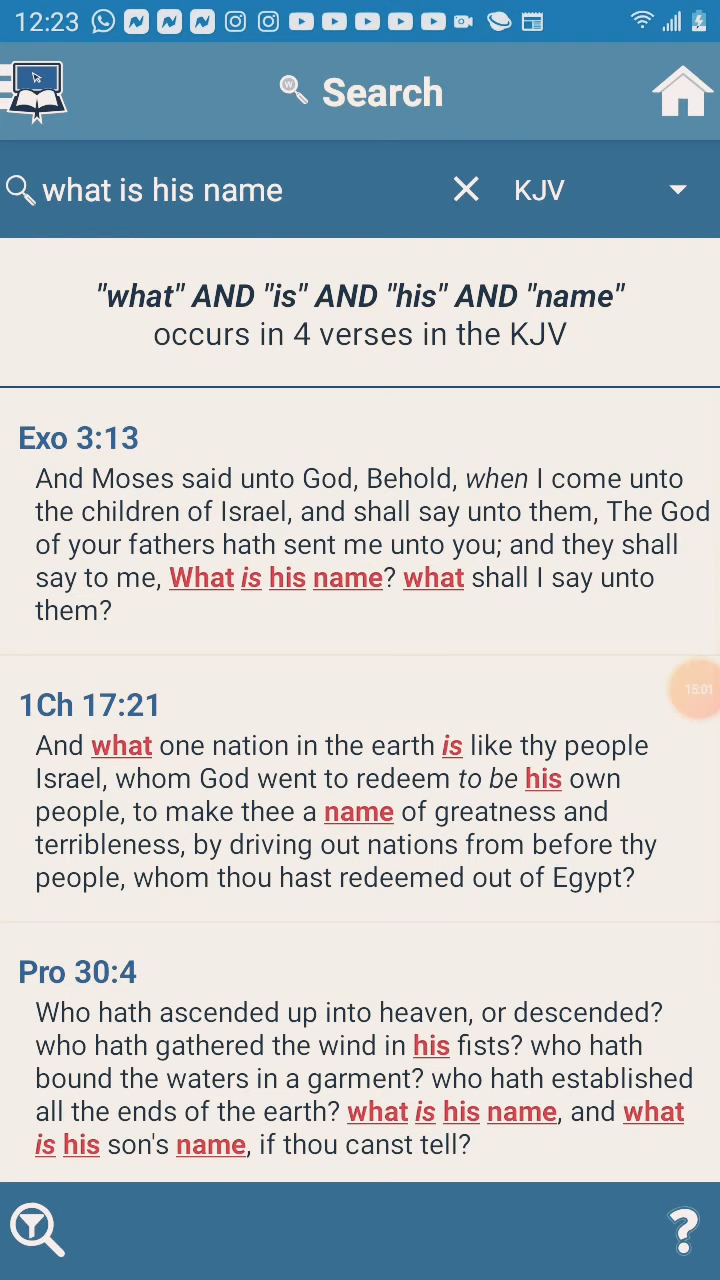 12:23
Search
what is his name
KJV
"what" AND "is" AND "his" AND "name"
occurs in 4 verses in the KJV
Exo 3:13
And Moses said unto God, Behold, when I come unto
the children of Israel, and shall say unto them, The God
of your fathers hath sent me unto you; and they shall
say to me, What is his name? what shall I say unto
them?
15:01
1Ch 17:21
And what one nation in the earth is like thy people
Israel, whom God went to redeem to be his own
people, to make thee a name of greatness and
terribleness, by driving out nations from before thy
people, whom thou hast redeemed out of Egypt?
Pro 30:4
Who hath ascended up into heaven, or descended?
who hath gathered the wind in his fists? who hath
bound the waters in a garment? who hath established
all the ends of the earth? what is his name, and what
is his son's name, if thou canst tell?